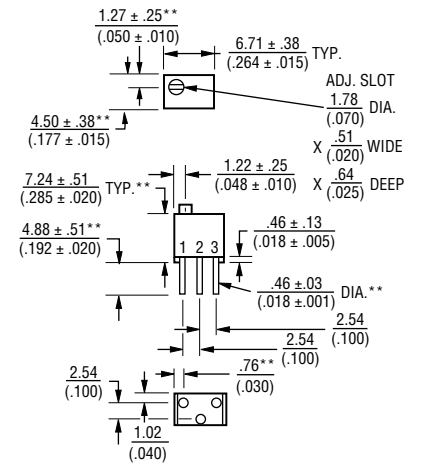 1.27 ± .25**
(.050 ± .010)
6.71 ± .38 TYP.
(.264 ± .015)
ADJ. SLOT
1.78 DIA.
(.070)
X .51 WIDE
(.020)
X .64 DEEP
(.025)
4.50 ± .38**
(.177 ± .015)
1.22 ± .25
(.048 ± .010)
7.24 ± .51 TYP.**
(.285 ± .020)
4.88 ± .51**
(.192 ± .020)
1 2 3
.46 ± .13
(.018 ± .005)
.46 ±.03 DIA.**
(.018 ±.001)
2.54
(.100)
2.54
(.100)
2.54
(.100)
.76**
(.030)
1.02
(.040)